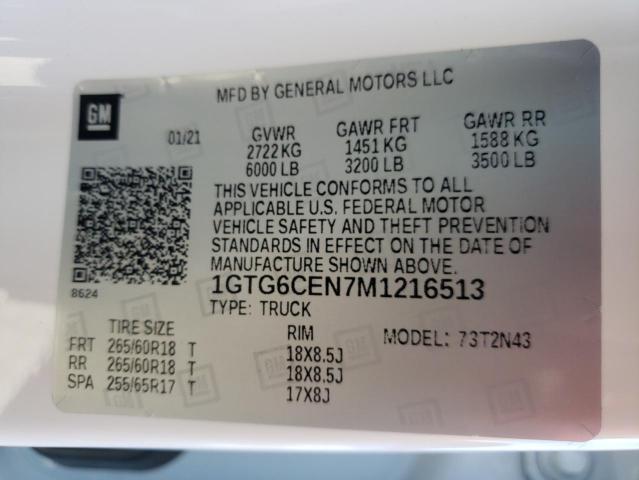 MFD BY GENERAL MOTORS LLC
GM
01/21 GVWR GAWR FRT GAWR RR
2722 KG 1451 KG 1588 KG
6000 LB 3200 LB 3500 LB
THIS VEHICLE CONFORMS TO ALL
APPLICABLE U.S. FEDERAL MOTOR
VEHICLE SAFETY AND THEFT PREVENTION
STANDARDS IN EFFECT ON THE DATE OF
MANUFACTURE SHOWN ABOVE.
8624
1GTG6CEN7M1216513
TYPE: TRUCK
TIRE SIZE RIM MODEL: 73T2N43
FRT 265/60R18 T 18X8.5J
RR 265/60R18 T 18X8.5J
SPA 255/65R17 T 17X8J